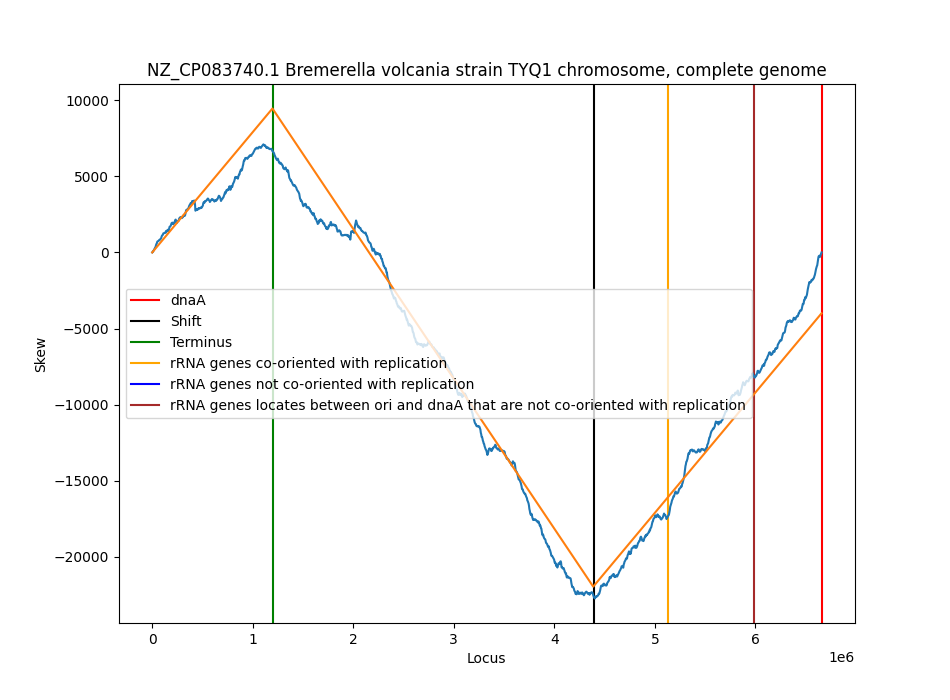 NZ_CP083740.1 Bremerella volcania strain TYQ1 chromosome, complete genome
10000
5000
0
−5000
−10000
−15000
−20000
Skew
dnaA
Shift
Terminus
rRNA genes co-oriented with replication
rRNA genes not co-oriented with replication
rRNA genes locates between ori and dnaA that are not co-oriented with replication
0 1 2 3 4 5 6
1e6
Locus